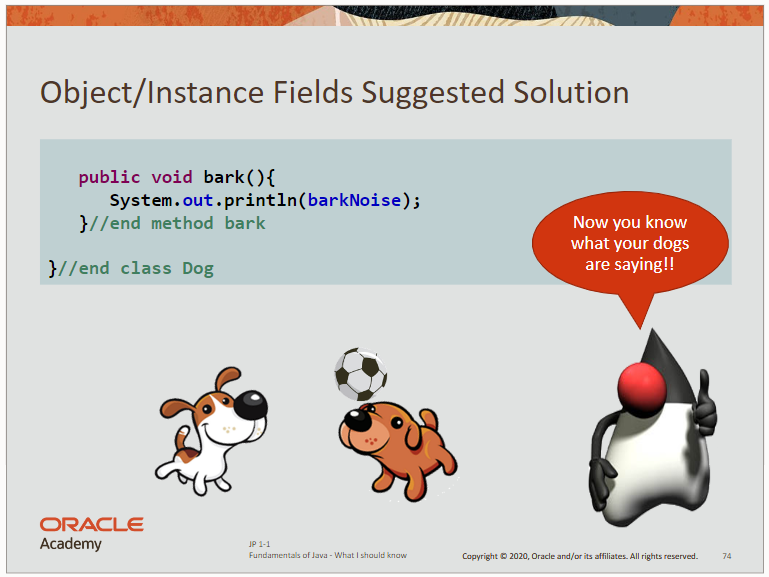 Object/Instance Fields Suggested Solution
public void bark(){
System.out.println(barkNoise);
}//end method bark
}//end class Dog
Now you know
what your dogs
are saying!!
ORACLE
Academy
JP 1-1
Fundamentals of Java - What I should know
Copyright © 2020, Oracle and/or its affiliates. All rights reserved.
74